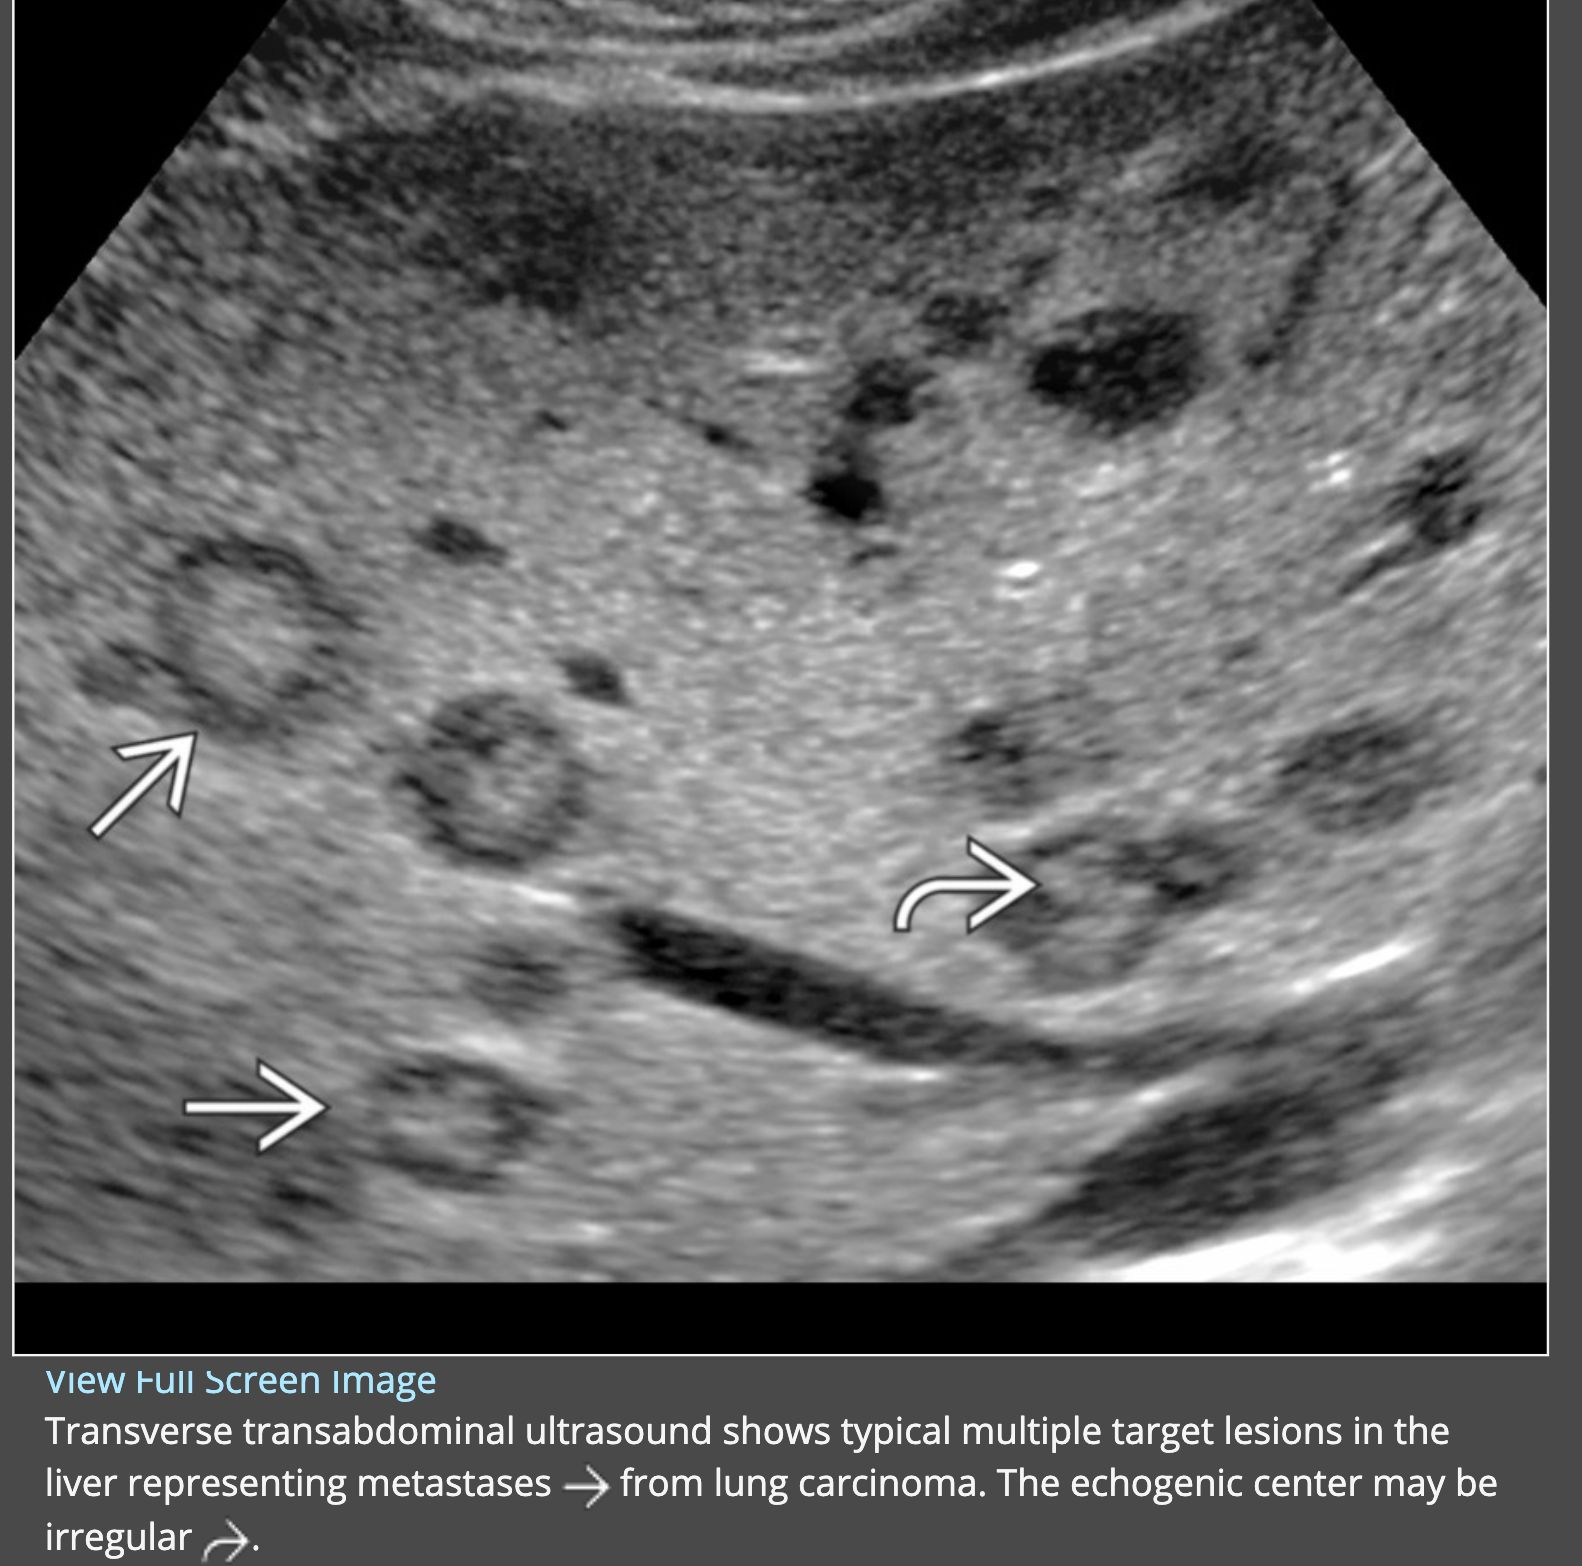 View Full Screen Image
Transverse transabdominal ultrasound shows typical multiple target lesions in the
liver representing metastases → from lung carcinoma. The echogenic center may be
irregular ↷.